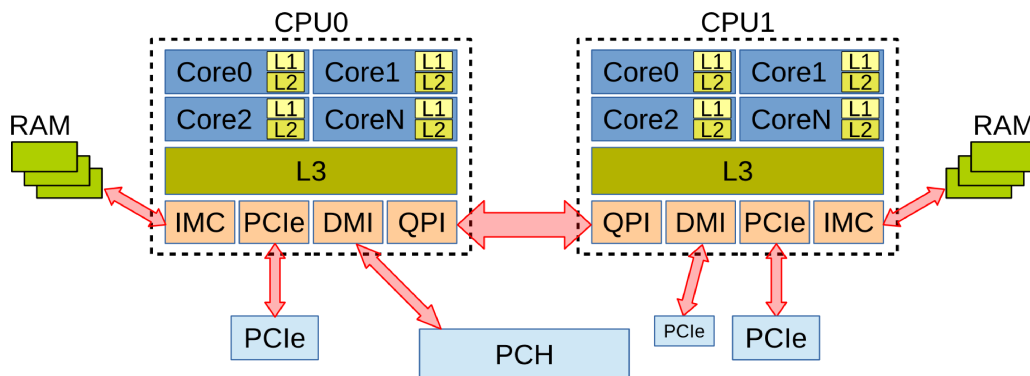 CPU0 CPU1
Core0 L1 L2 Core1 L1 L2 Core0 L1 L2 Core1 L1 L2
Core2 L1 L2 CoreN L1 L2 Core2 L1 L2 CoreN L1 L2
RAM RAM
L3 L3
IMC PCIe DMI QPI QPI DMI PCIe IMC
PCIe PCH PCIe PCIe